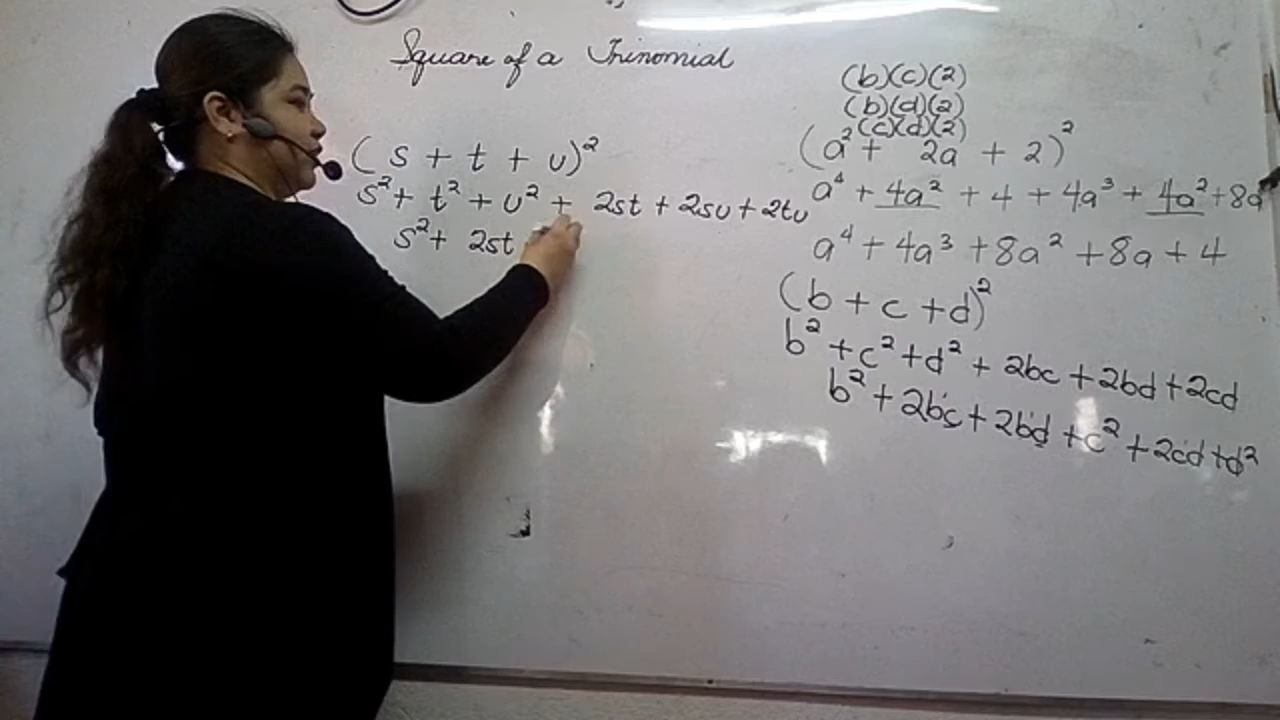 Square of a Trinomial
(s + t + u)²
s² + t² + u² + 2st + 2su + 2tu
s² + 2st
(b)(c)(2)
(b)(d)(2)
(c)(d)(2)
(a² + 2a + 2)²
a⁴ + 4a² + 4 + 4a³ + 4a² + 8a
a⁴ + 4a³ + 8a² + 8a + 4
(b + c + d)²
b² + c² + d² + 2bc + 2bd + 2cd
b² + 2bc + 2bd + c² + 2cd + d²